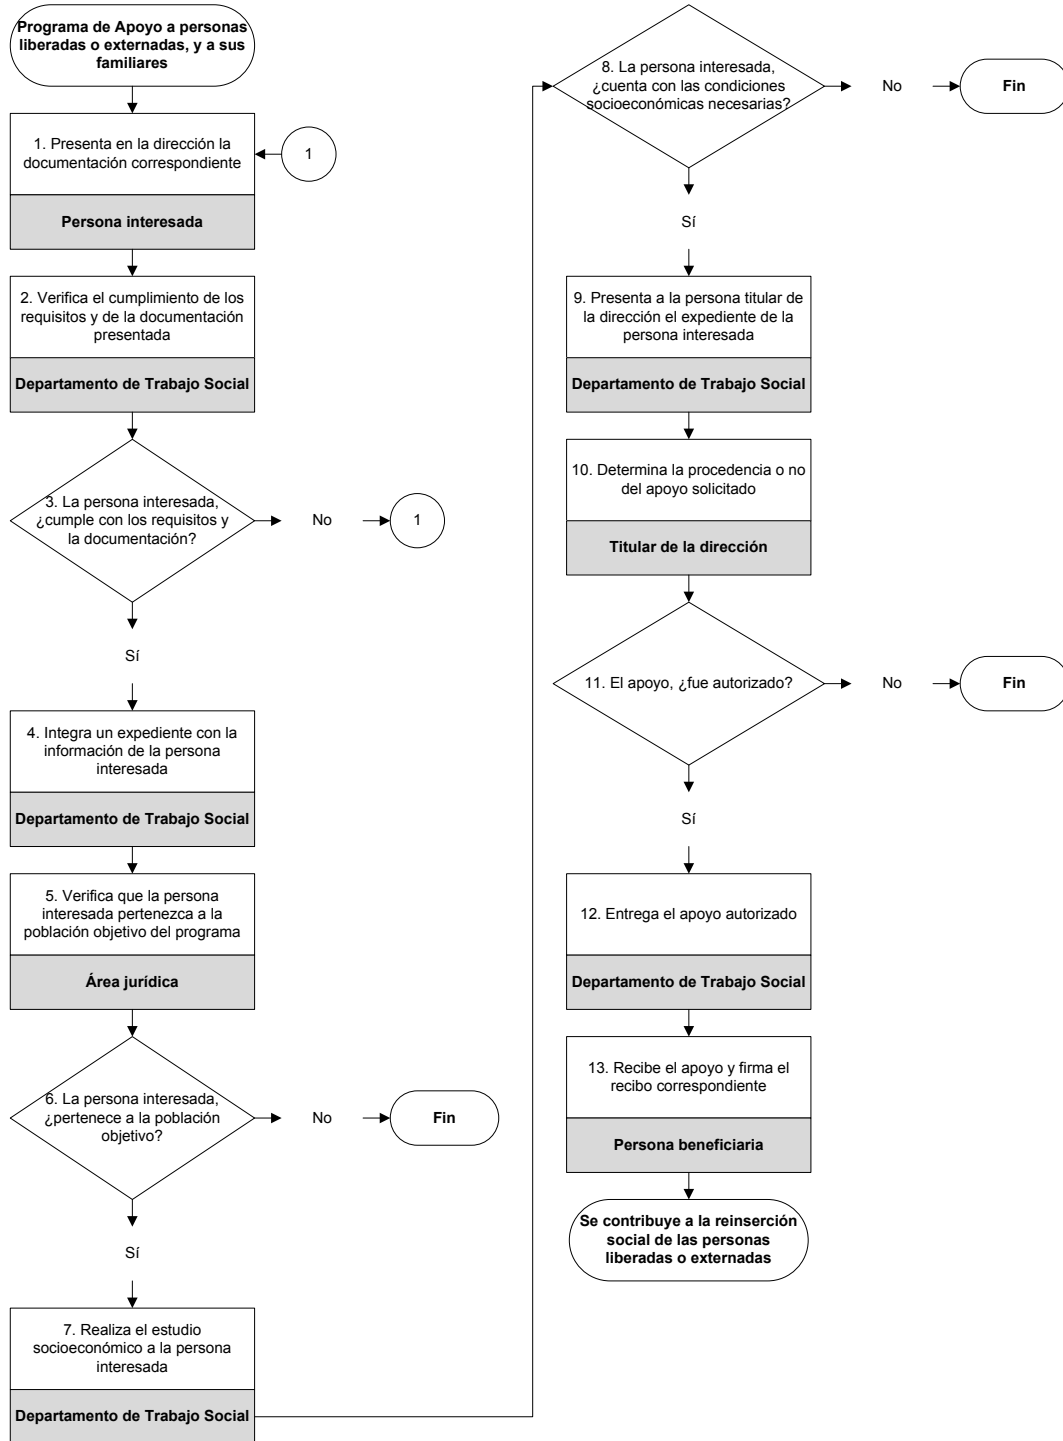 Programa de Apoyo a personas
liberadas o externadas, y a sus
familiares
1. Presenta en la dirección la
documentación correspondiente
1
Persona interesada
2. Verifica el cumplimiento de los
requisitos y de la documentación
presentada
Departamento de Trabajo Social
3. La persona interesada,
¿cumple con los requisitos y
la documentación?
No
1
Sí
4. Integra un expediente con la
información de la persona
interesada
Departamento de Trabajo Social
5. Verifica que la persona
interesada pertenezca a la
población objetivo del programa
Área jurídica
6. La persona interesada,
¿pertenece a la población
objetivo?
No
Fin
Sí
7. Realiza el estudio
socioeconómico a la persona
interesada
Departamento de Trabajo Social
8. La persona interesada,
¿cuenta con las condiciones
socioeconómicas necesarias?
No
Fin
Sí
9. Presenta a la persona titular de
la dirección el expediente de la
persona interesada
Departamento de Trabajo Social
10. Determina la procedencia o no
del apoyo solicitado
Titular de la dirección
11. El apoyo, ¿fue autorizado?
No
Fin
Sí
12. Entrega el apoyo autorizado
Departamento de Trabajo Social
13. Recibe el apoyo y firma el
recibo correspondiente
Persona beneficiaria
Se contribuye a la reinserción
social de las personas
liberadas o externadas